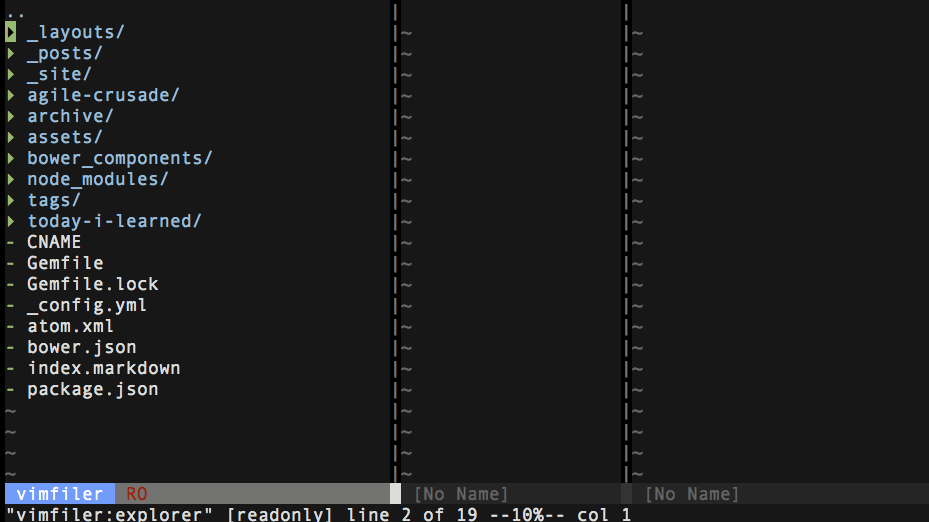 ..
▸ _layouts/
▸ _posts/
▸ _site/
▸ agile-crusade/
▸ archive/
▸ assets/
▸ bower_components/
▸ node_modules/
▸ tags/
▸ today-i-learned/
- CNAME
- Gemfile
- Gemfile.lock
- _config.yml
- atom.xml
- bower.json
- index.markdown
- package.json
~
~
~
~
vimfiler RO [No Name] [No Name]
"vimfiler:explorer" [readonly] line 2 of 19 --10%-- col 1